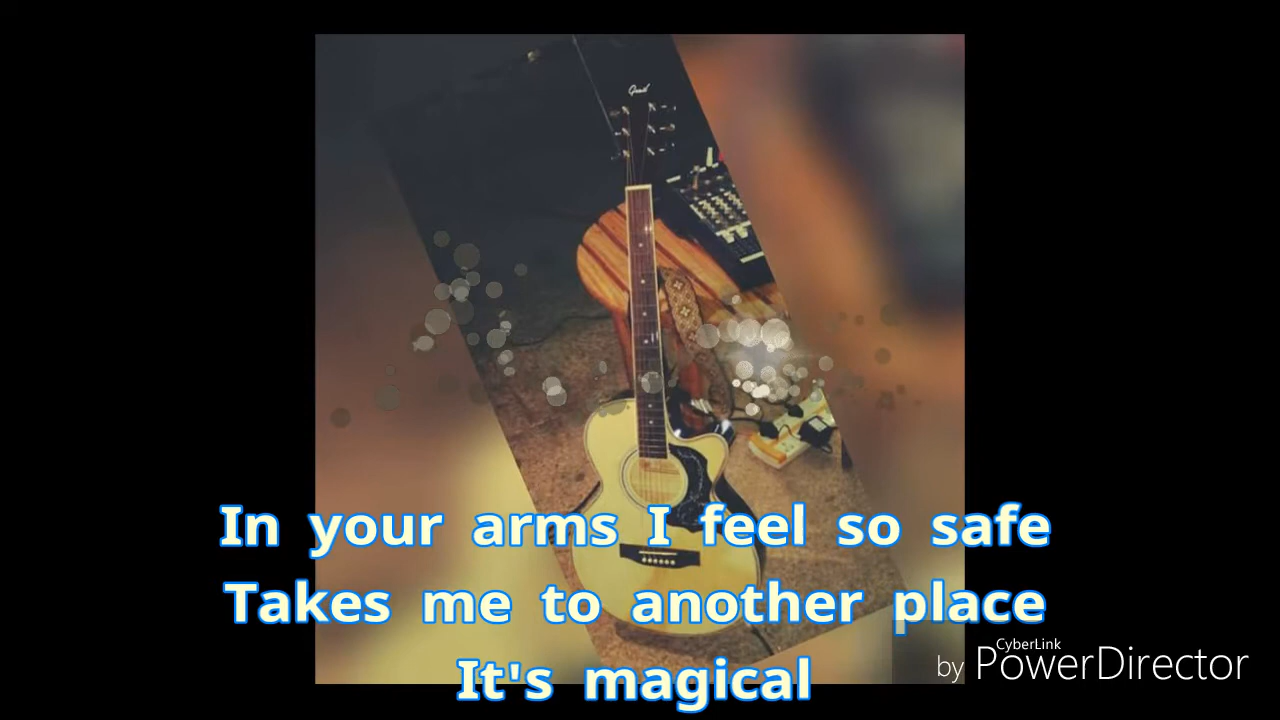 In your arms I feel so safe
Takes me to another place
It's magical
CyberLink
by PowerDirector